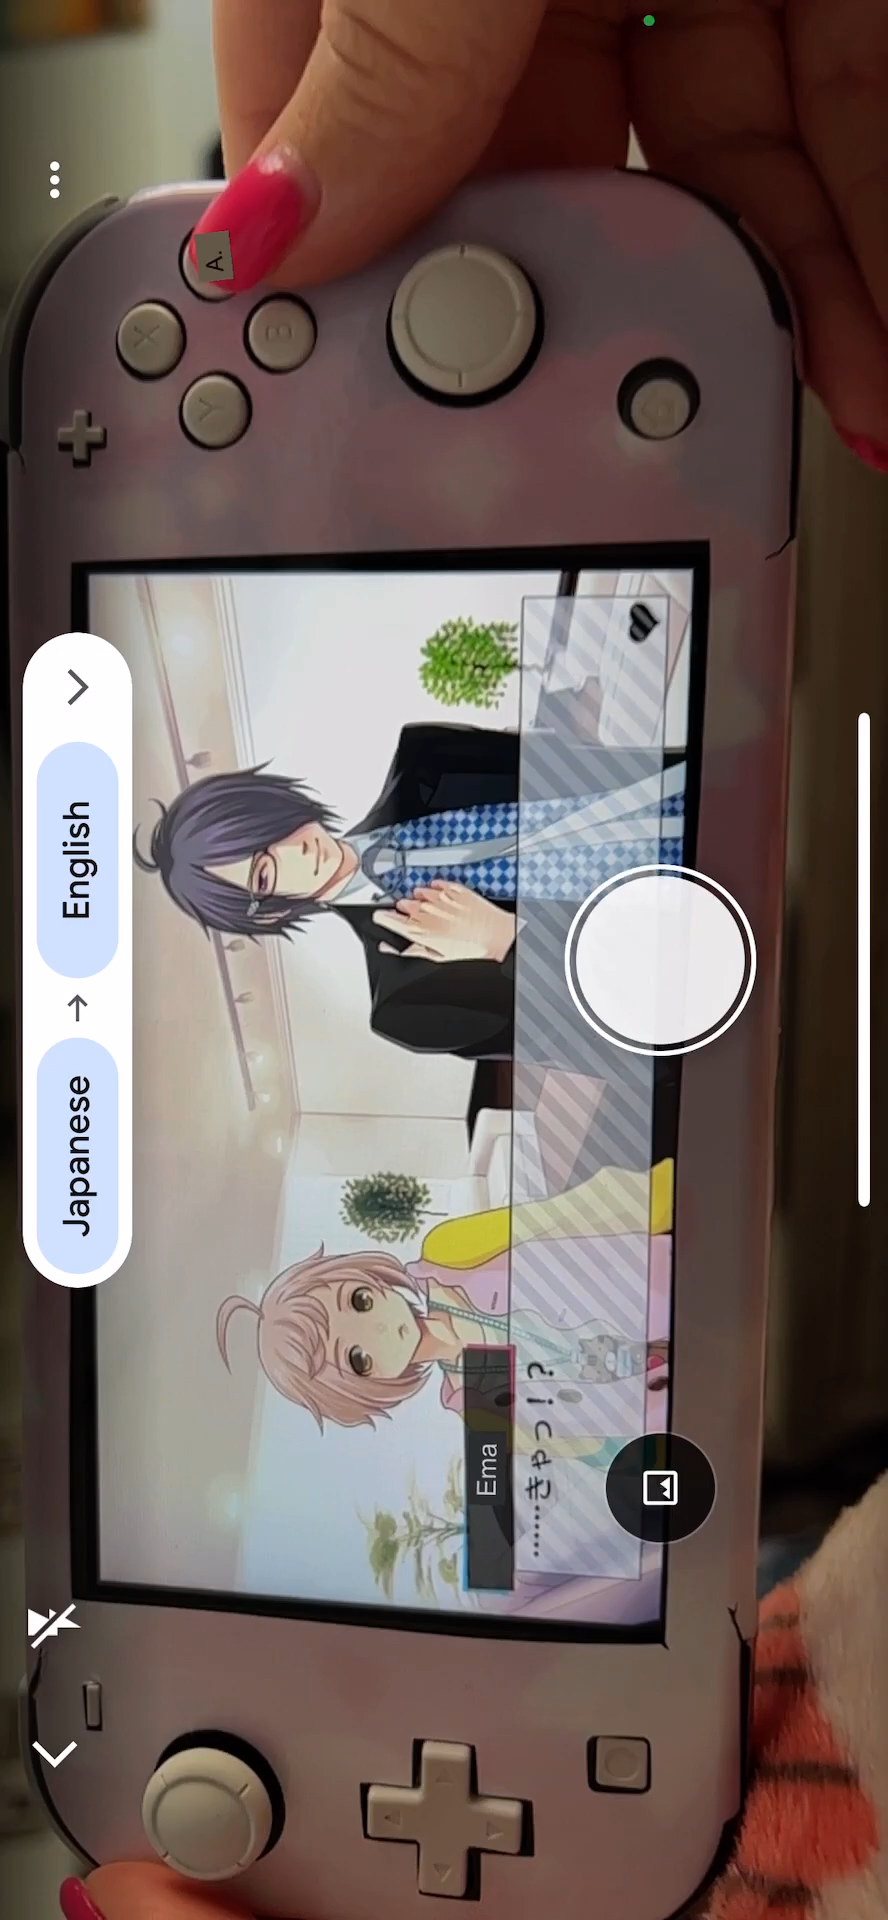 Japanese → English
Ema
……きゃっ！？
X
A.
B
Y